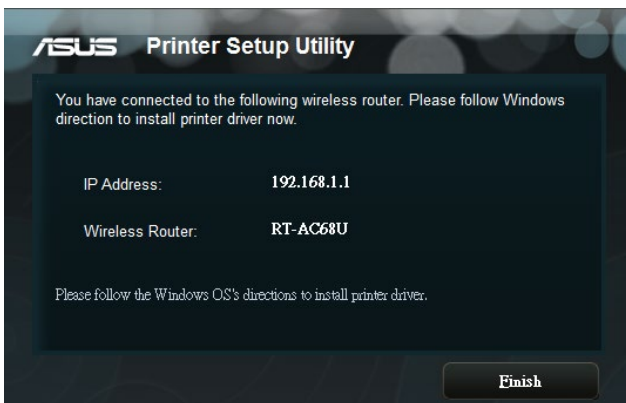 ASUS Printer Setup Utility
You have connected to the following wireless router. Please follow Windows
direction to install printer driver now.
IP Address: 192.168.1.1
Wireless Router: RT-AC68U
Please follow the Windows OS's directions to install printer driver.
Finish